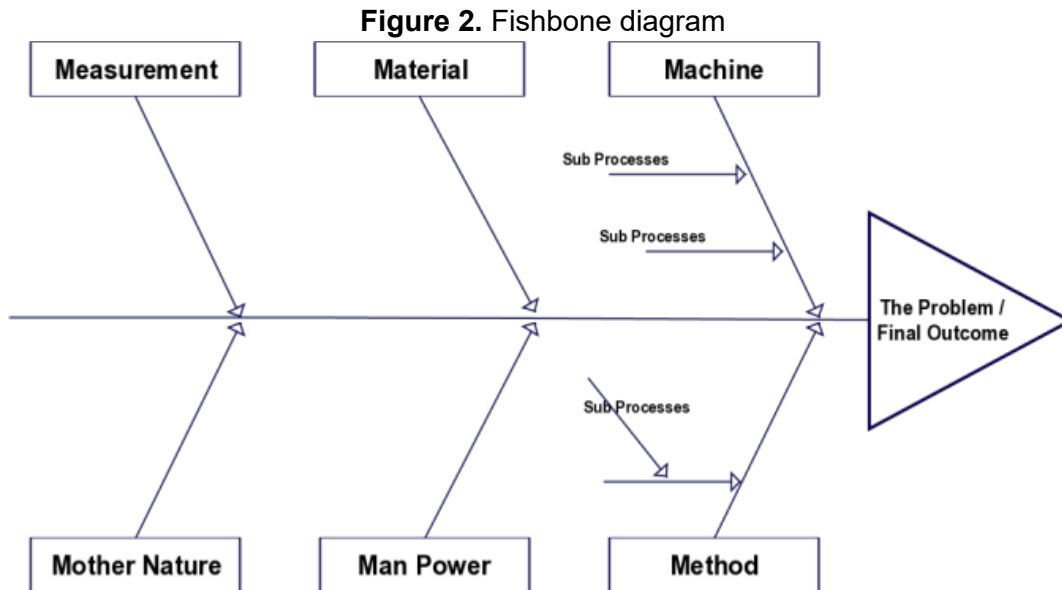 Figure 2. Fishbone diagram
Measurement
Material
Machine
Sub Processes
Sub Processes
The Problem /
Final Outcome
Sub Processes
Mother Nature
Man Power
Method